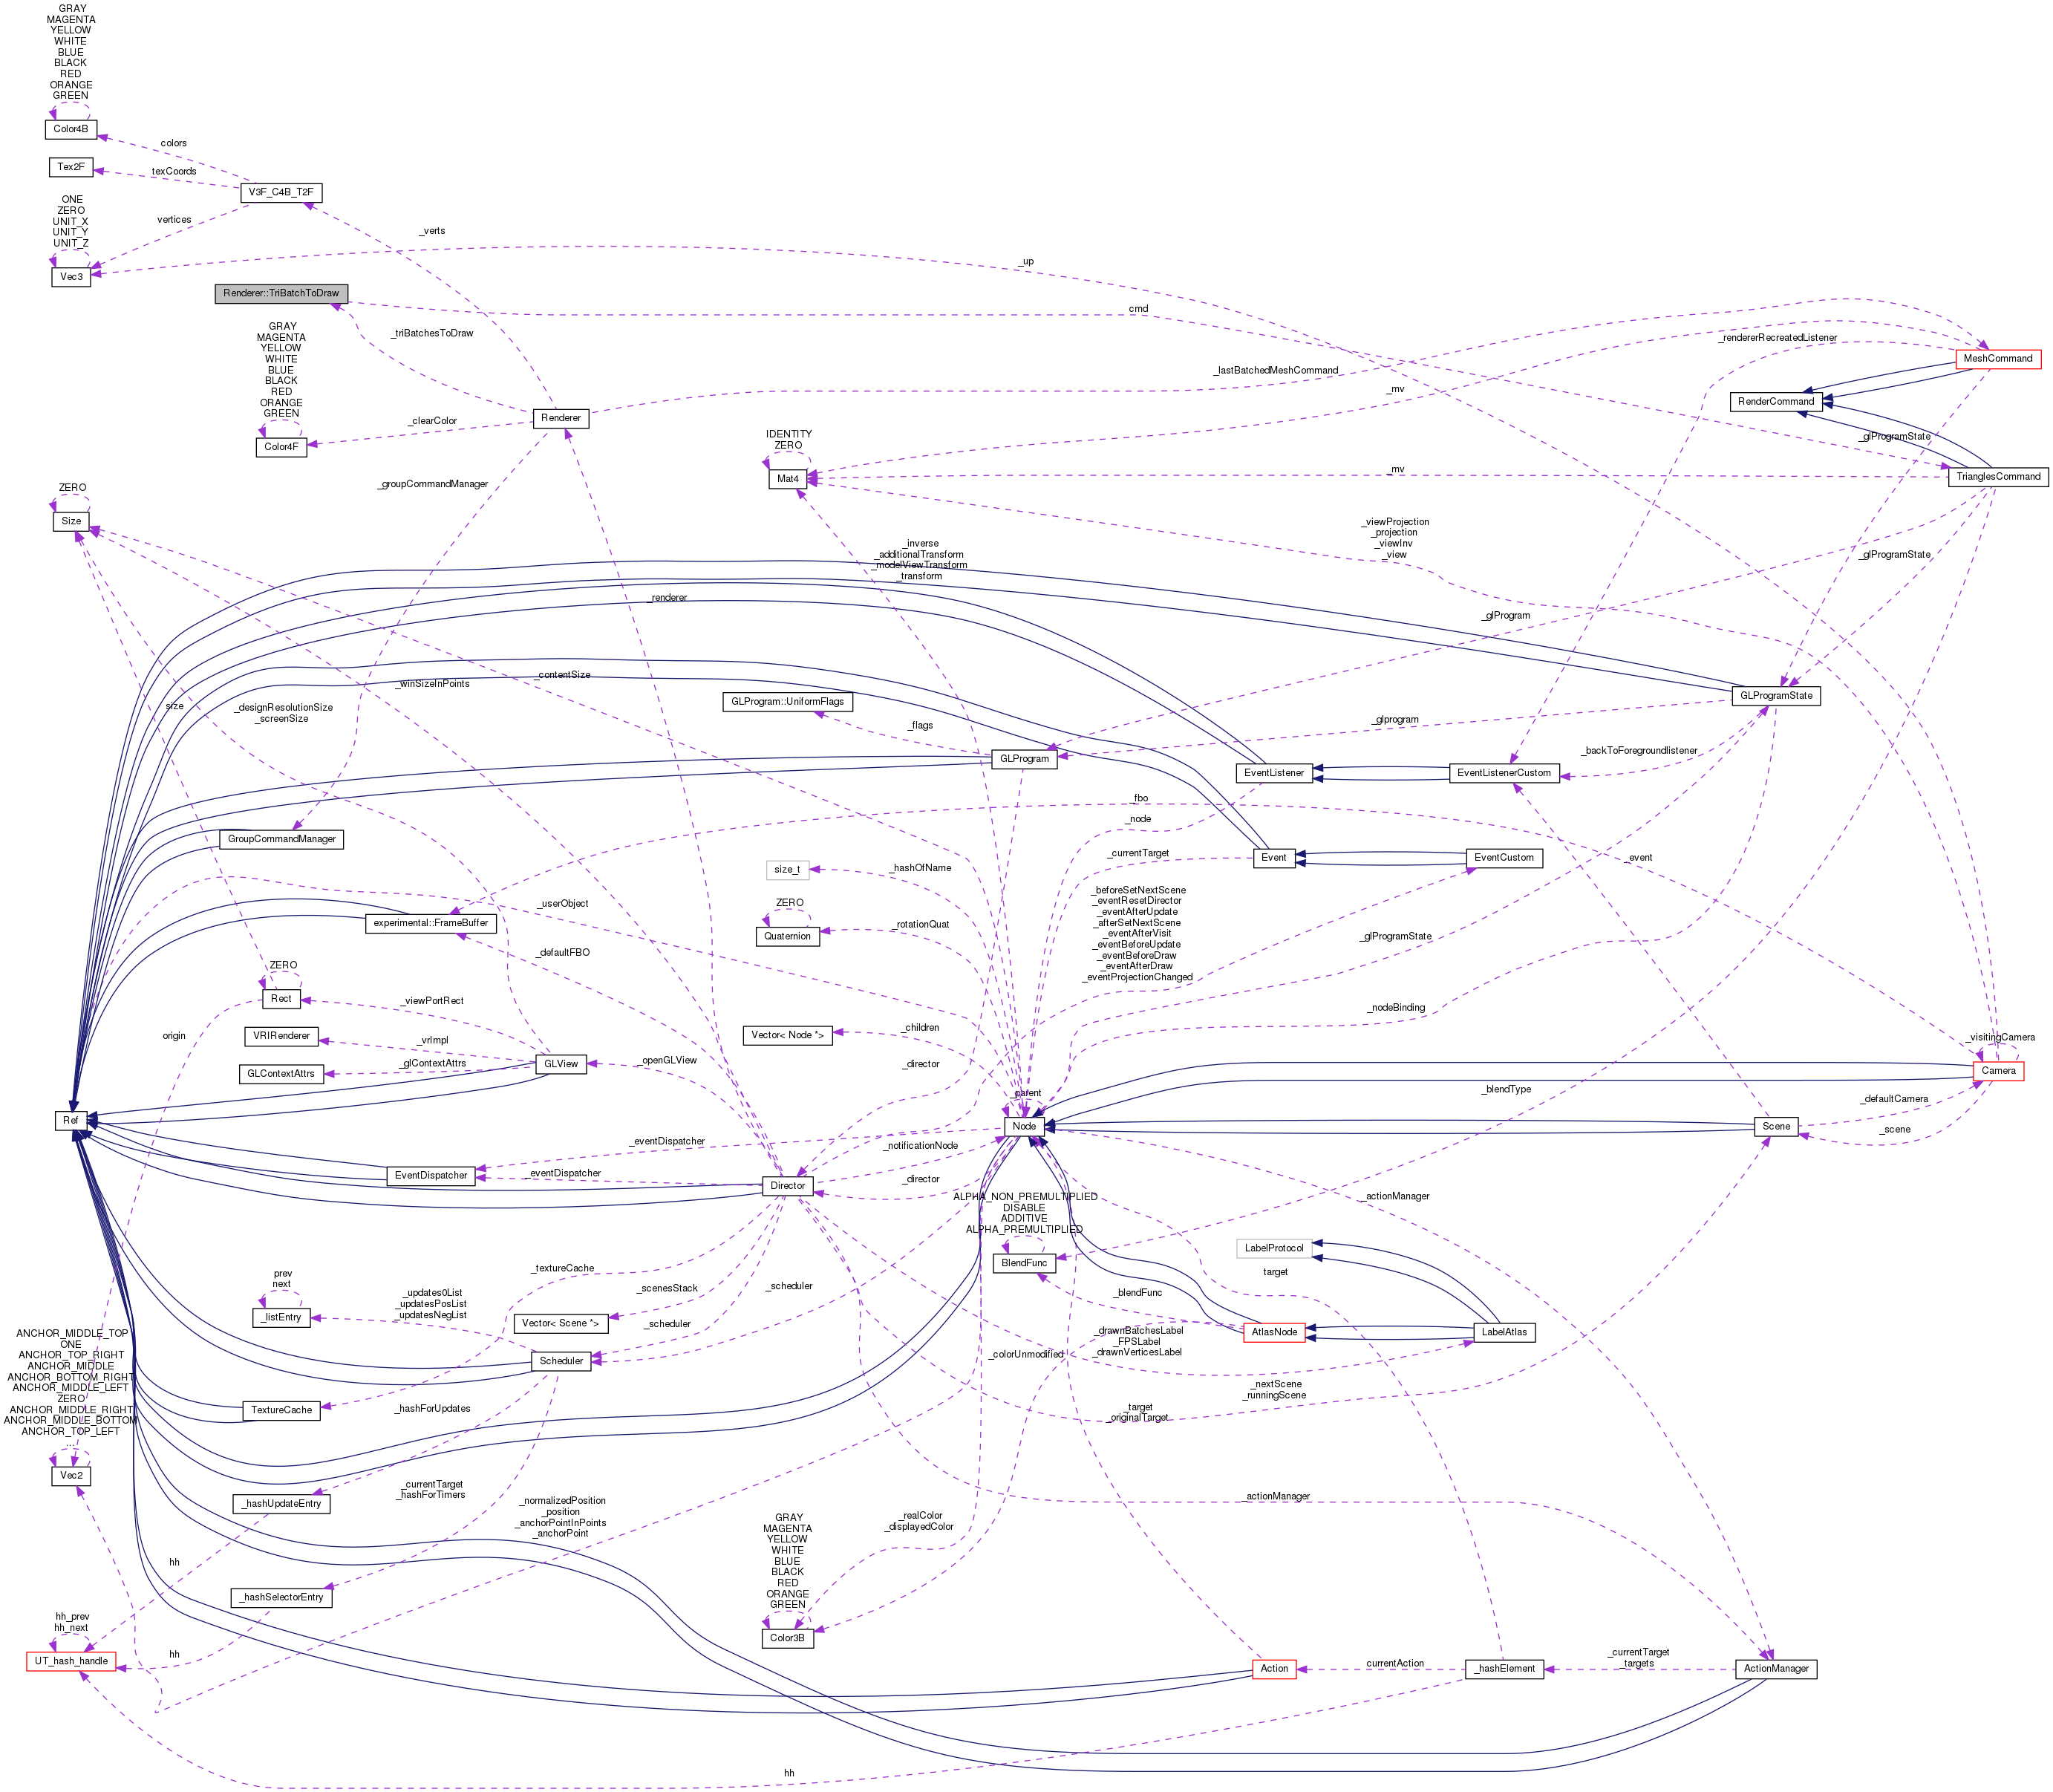 GRAY
MAGENTA
YELLOW
WHITE
BLUE
BLACK
RED
ORANGE
GREEN
Color4B
colors
Tex2F
texCoords
V3F_C4B_T2F
ONE
ZERO
UNIT_X
UNIT_Y
UNIT_Z
vertices
_verts
Vec3
_up
Renderer::TriBatchToDraw
cmd
_triBatchesToDraw
_rendererRecreatedListener
GRAY
MAGENTA
YELLOW
WHITE
BLUE
BLACK
RED
ORANGE
GREEN
MeshCommand
_lastBatchedMeshCommand
_mv
RenderCommand
Renderer
_clearColor
Color4F
IDENTITY
ZERO
_glProgramState
Mat4
_mv
TrianglesCommand
_groupCommandManager
ZERO
Size
_viewProjection
_projection
_viewInv
_view
_inverse
_additionalTransform
_modelViewTransform
_transform
_glProgramState
_renderer
_glProgram
_contentSize
_winSizeInPoints
GLProgram::UniformFlags
GLProgramState
size
_designResolutionSize
_screenSize
_flags
_glprogram
GLProgram
_backToForegroundlistener
EventListener
EventListenerCustom
_fbo
_node
GroupCommandManager
_currentTarget
Event
EventCustom
_event
size_t
_hashOfName
_userObject
ZERO
Quaternion
_rotationQuat
_beforeSetNextScene
_eventResetDirector
_eventAfterUpdate
_afterSetNextScene
_eventAfterVisit
_eventBeforeUpdate
_eventBeforeDraw
_eventAfterDraw
_eventProjectionChanged
experimental::FrameBuffer
_glProgramState
_defaultFBO
ZERO
Rect
_viewPortRect
_nodeBinding
origin
VRIRenderer
_vrImpl
Vector< Node *>
_children
_visitingCamera
GLContextAttrs
_glContextAttrs
GLView
_openGLView
_director
Camera
_parent
_blendType
_defaultCamera
Ref
Node
Scene
_scene
_eventDispatcher
_notificationNode
EventDispatcher
_eventDispatcher
Director
_director
_actionManager
ALPHA_NON_PREMULTIPLIED
DISABLE
ADDITIVE
ALPHA_PREMULTIPLIED
BlendFunc
LabelProtocol
target
_textureCache
prev
next
_listEntry
_updates0List
_updatesPosList
_updatesNegList
_scenesStack
_scheduler
Vector< Scene *>
_scheduler
_blendFunc
AtlasNode
LabelAtlas
_drawnBatchesLabel
_FPSLabel
_drawnVerticesLabel
ANCHOR_MIDDLE_TOP
ONE
ANCHOR_TOP_RIGHT
ANCHOR_MIDDLE
ANCHOR_BOTTOM_RIGHT
ANCHOR_MIDDLE_LEFT
ZERO
ANCHOR_MIDDLE_RIGHT
ANCHOR_MIDDLE_BOTTOM
ANCHOR_TOP_LEFT
...
Vec2
Scheduler
_colorUnmodified
_nextScene
_runningScene
TextureCache
_hashForUpdates
_target
_originalTarget
_currentTarget
_hashForTimers
_hashUpdateEntry
_normalizedPosition
_position
_anchorPointInPoints
_anchorPoint
_actionManager
_realColor
_displayedColor
GRAY
MAGENTA
YELLOW
WHITE
BLUE
BLACK
RED
ORANGE
GREEN
Color3B
hh
_hashSelectorEntry
hh_prev
hh_next
UT_hash_handle
hh
Action
currentAction
_hashElement
_currentTarget
_targets
ActionManager
hh